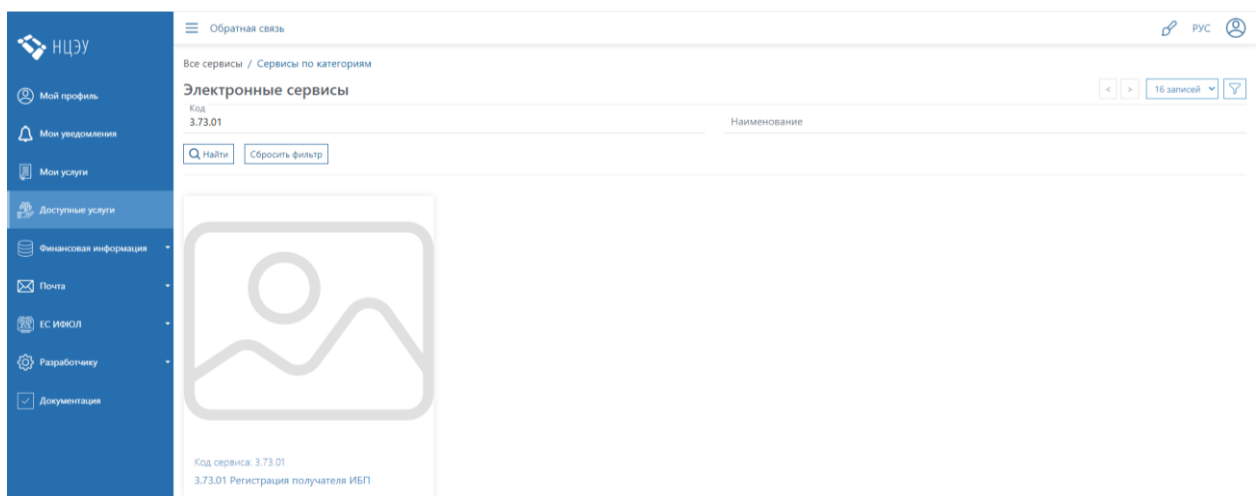 НЦЭУ
Мой профиль
Мои уведомления
Мои услуги
Доступные услуги
Финансовая информация
Почта
ЕС ИФЮЛ
Разработчику
Документация
Обратная связь
РУС
Все сервисы / Сервисы по категориям
Электронные сервисы
< > 16 записей
Код
3.73.01
Наименование
Найти Сбросить фильтр
Код сервиса: 3.73.01
3.73.01 Регистрация получателя ИБП